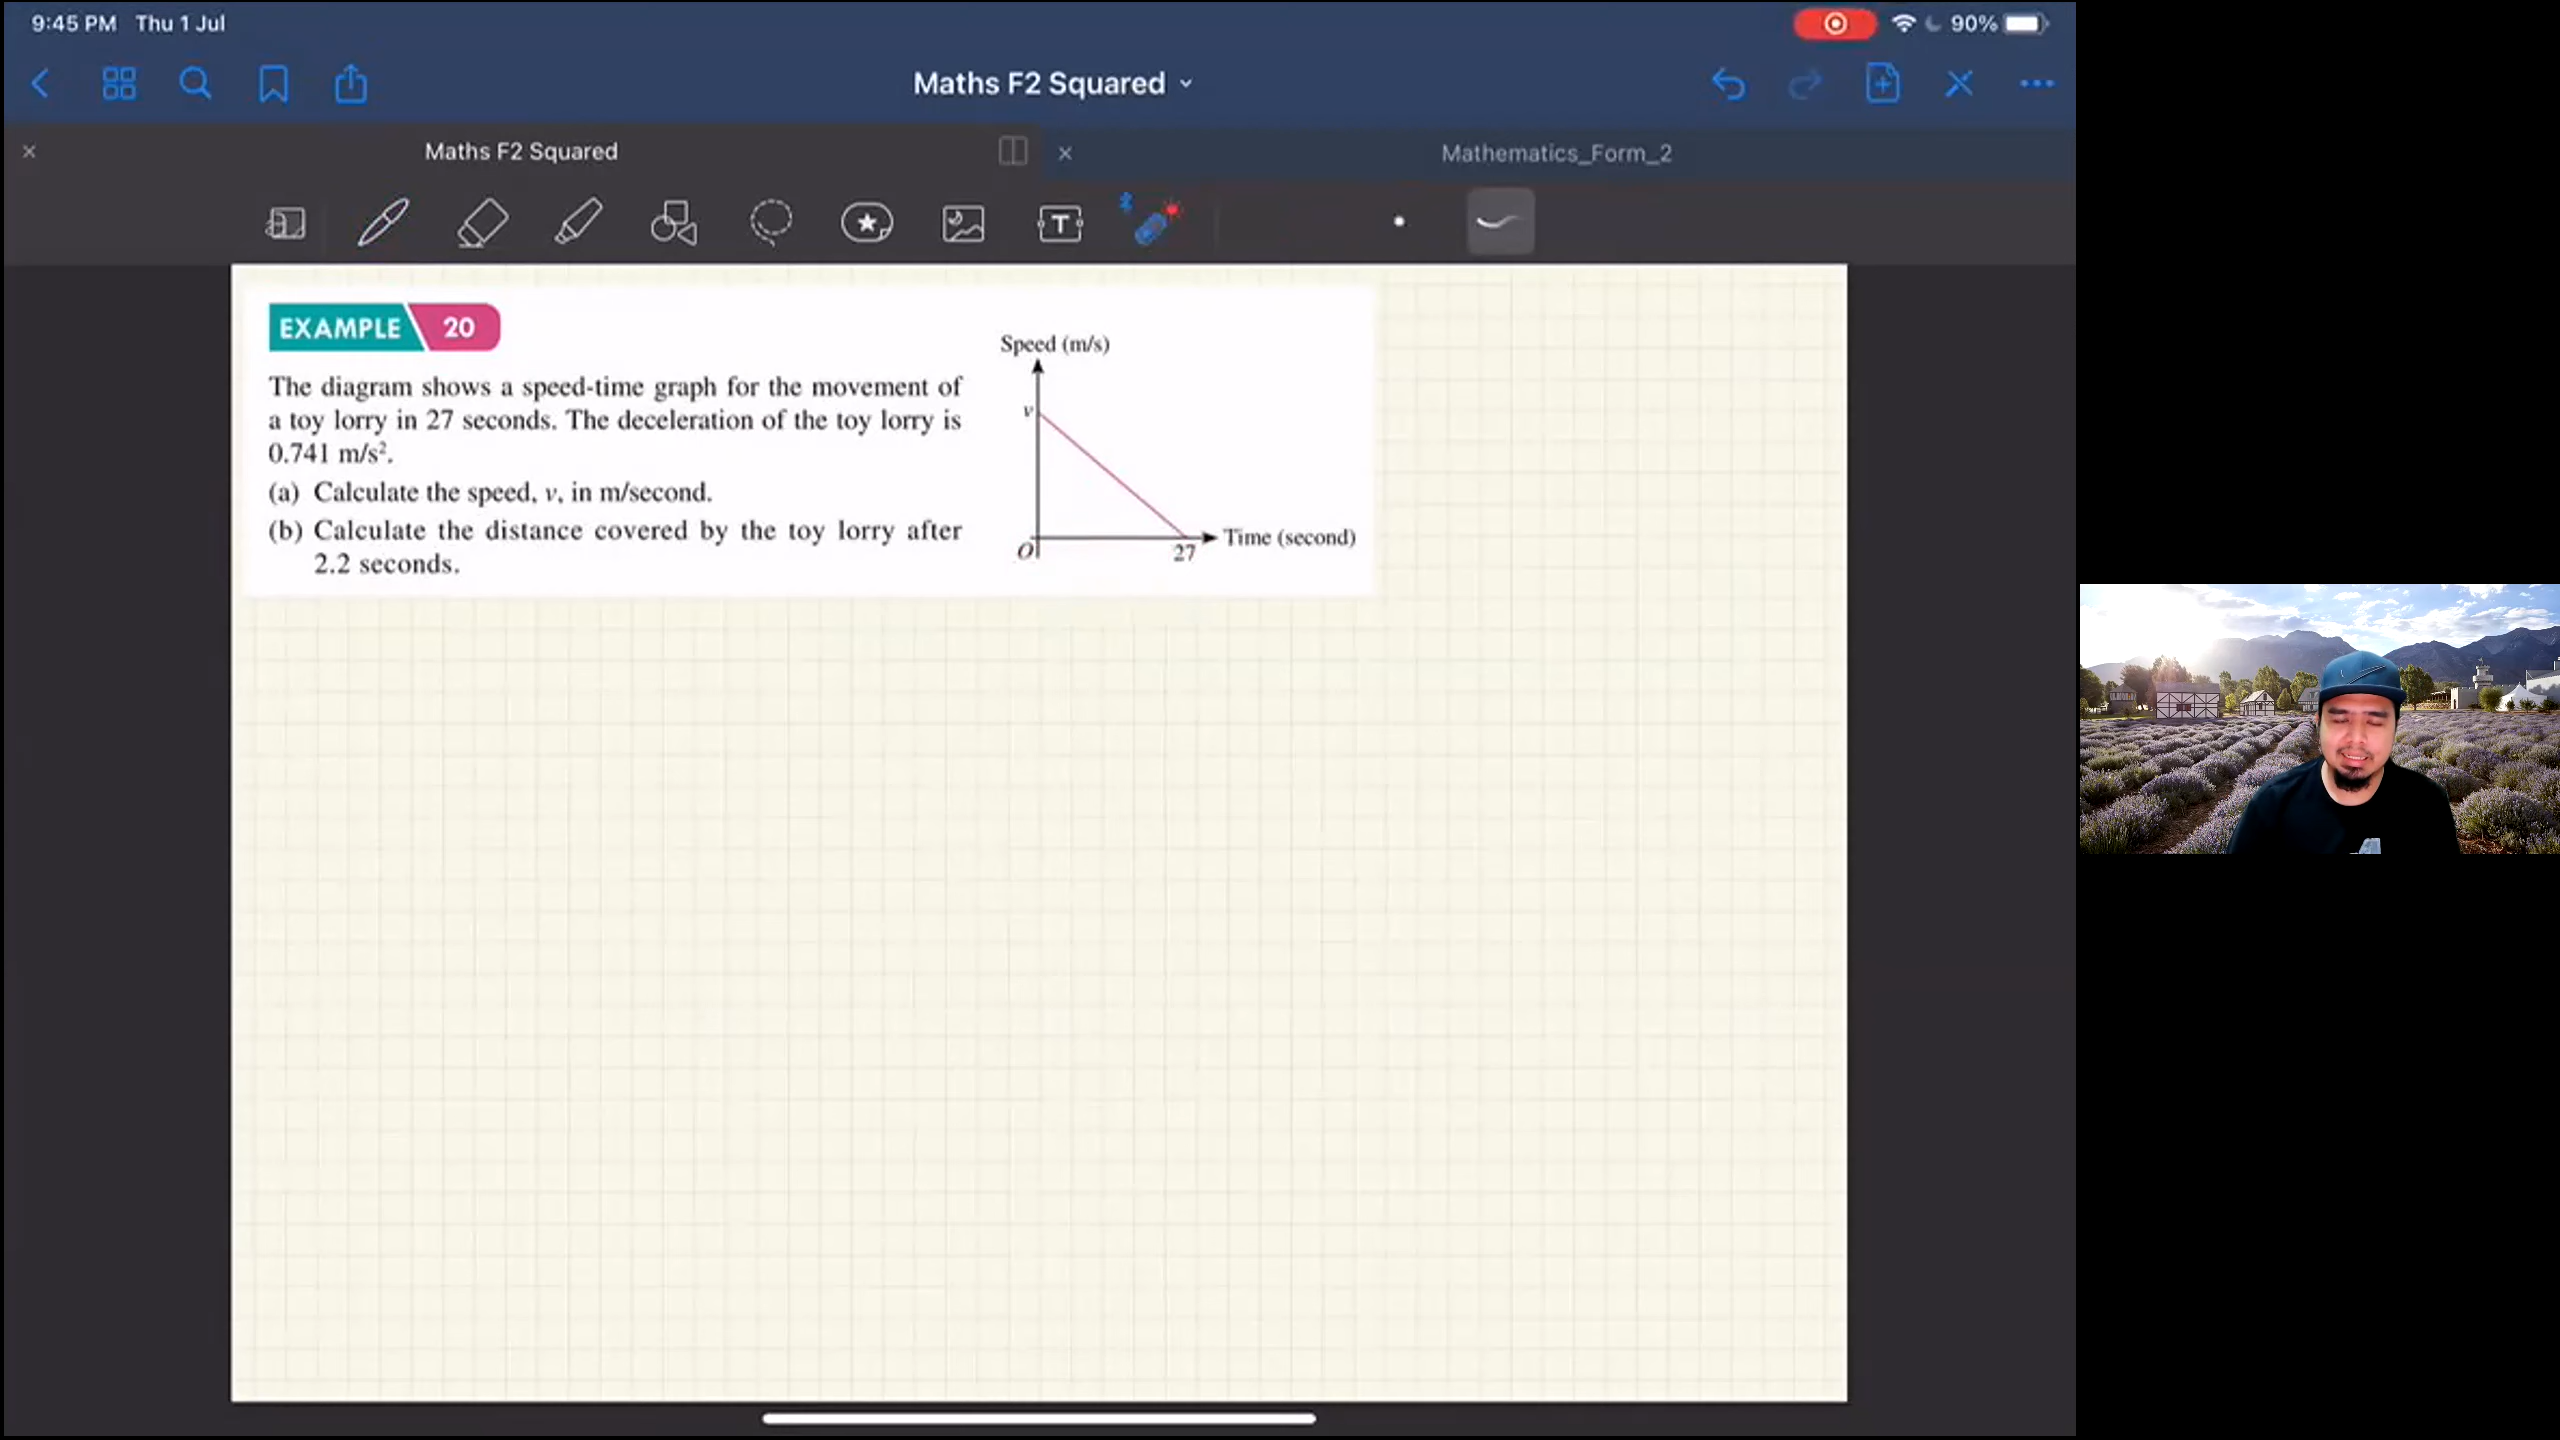 9:45 PM Thu 1 Jul
90%
Maths F2 Squared
Maths F2 Squared
Mathematics_Form_2
T
EXAMPLE 20
The diagram shows a speed-time graph for the movement of
a toy lorry in 27 seconds. The deceleration of the toy lorry is
0.741 m/s².
(a) Calculate the speed, v, in m/second.
(b) Calculate the distance covered by the toy lorry after
2.2 seconds.
Speed (m/s)
v
O
27
Time (second)